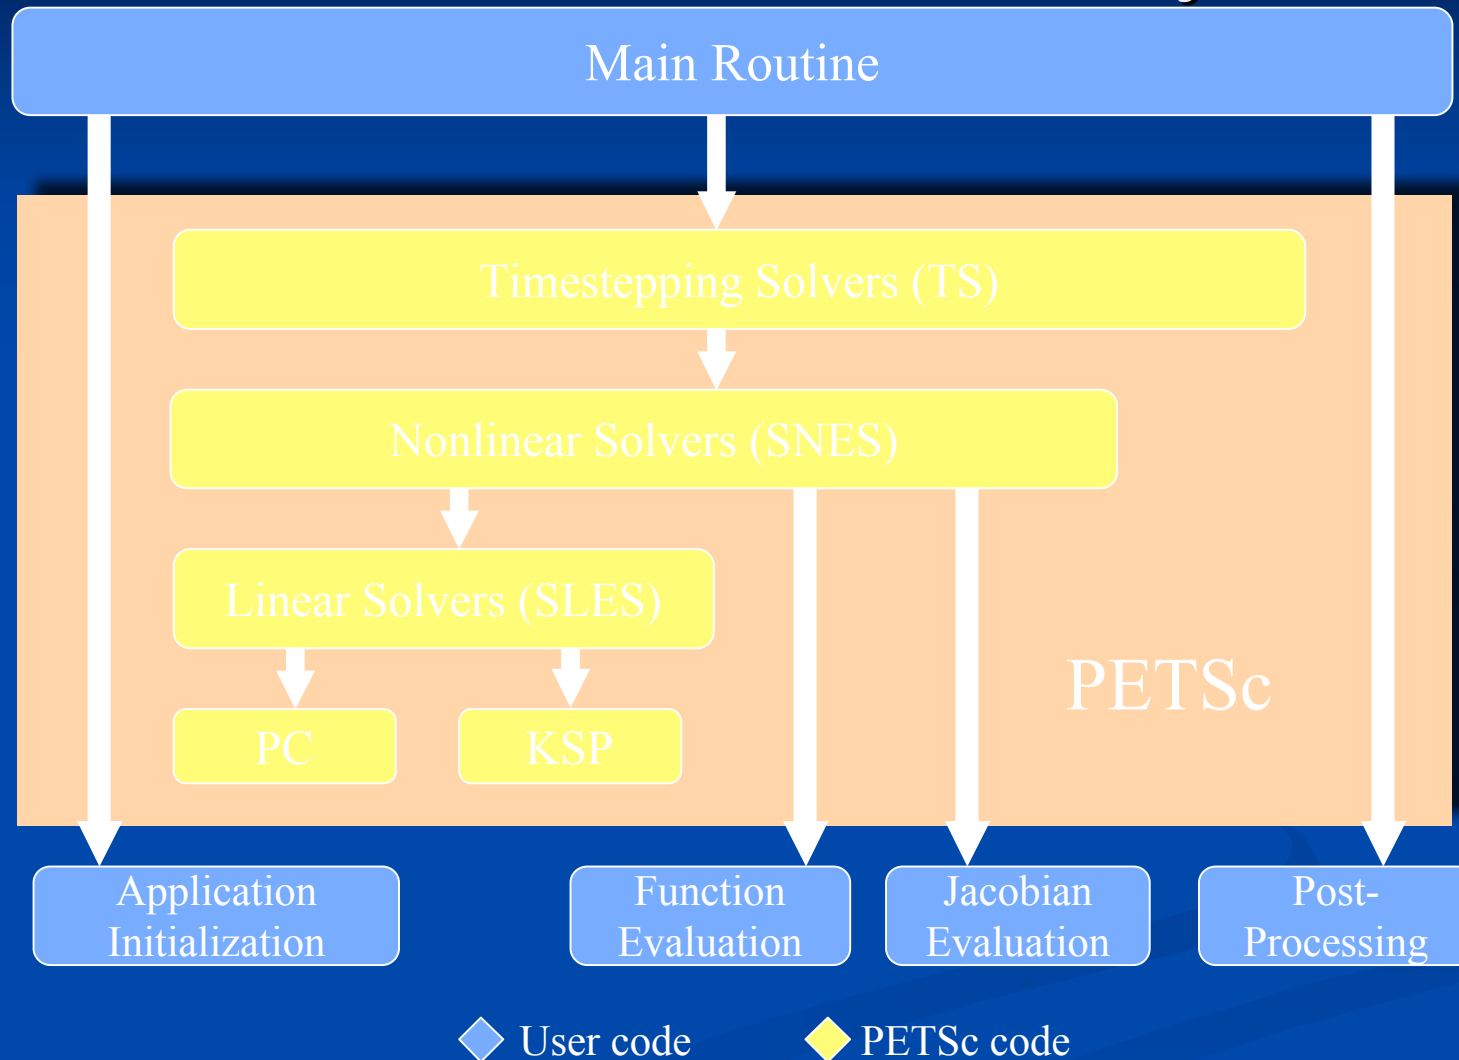 Main Routine
Timestepping Solvers (TS)
Nonlinear Solvers (SNES)
Linear Solvers (SLES)
PETSc
PC
KSP
Application
Initialization
Function
Evaluation
Jacobian
Evaluation
Post-
Processing
User code
PETSc code